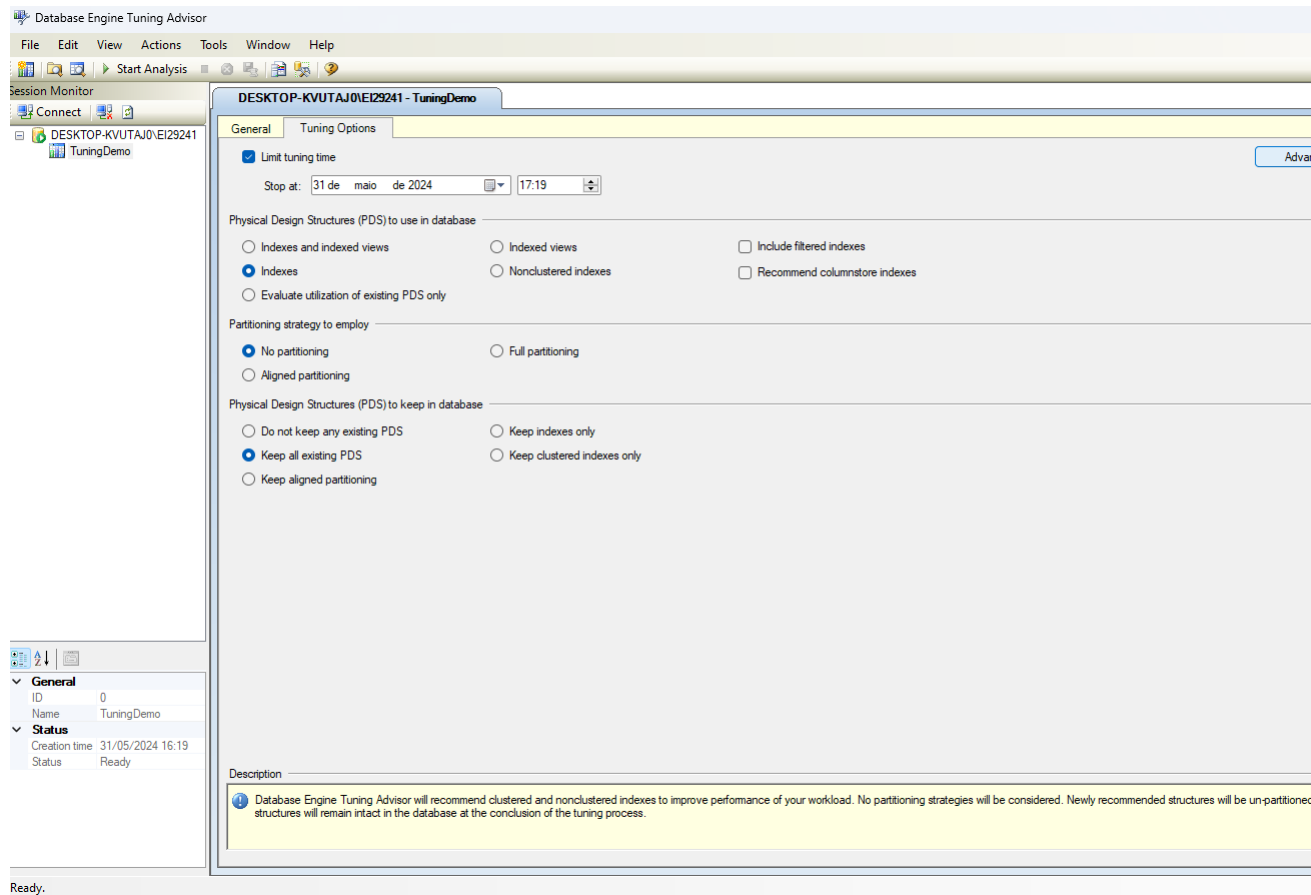 Database Engine Tuning Advisor
File Edit View Actions Tools Window Help
Start Analysis
Session Monitor
Connect
DESKTOP-KVUTAJ0\EI29241
TuningDemo
General
ID 0
Name TuningDemo
Status
Creation time 31/05/2024 16:19
Status Ready
DESKTOP-KVUTAJ0\EI29241 - TuningDemo
General Tuning Options
Limit tuning time
Stop at: 31 de maio de 2024 17:19
Physical Design Structures (PDS) to use in database
Indexes and indexed views Indexed views Include filtered indexes
Indexes Nonclustered indexes Recommend columnstore indexes
Evaluate utilization of existing PDS only
Partitioning strategy to employ
No partitioning Full partitioning
Aligned partitioning
Physical Design Structures (PDS) to keep in database
Do not keep any existing PDS Keep indexes only
Keep all existing PDS Keep clustered indexes only
Keep aligned partitioning
Description
Database Engine Tuning Advisor will recommend clustered and nonclustered indexes to improve performance of your workload. No partitioning strategies will be considered. Newly recommended structures will be un-partitioned
structures will remain intact in the database at the conclusion of the tuning process.
Ready.